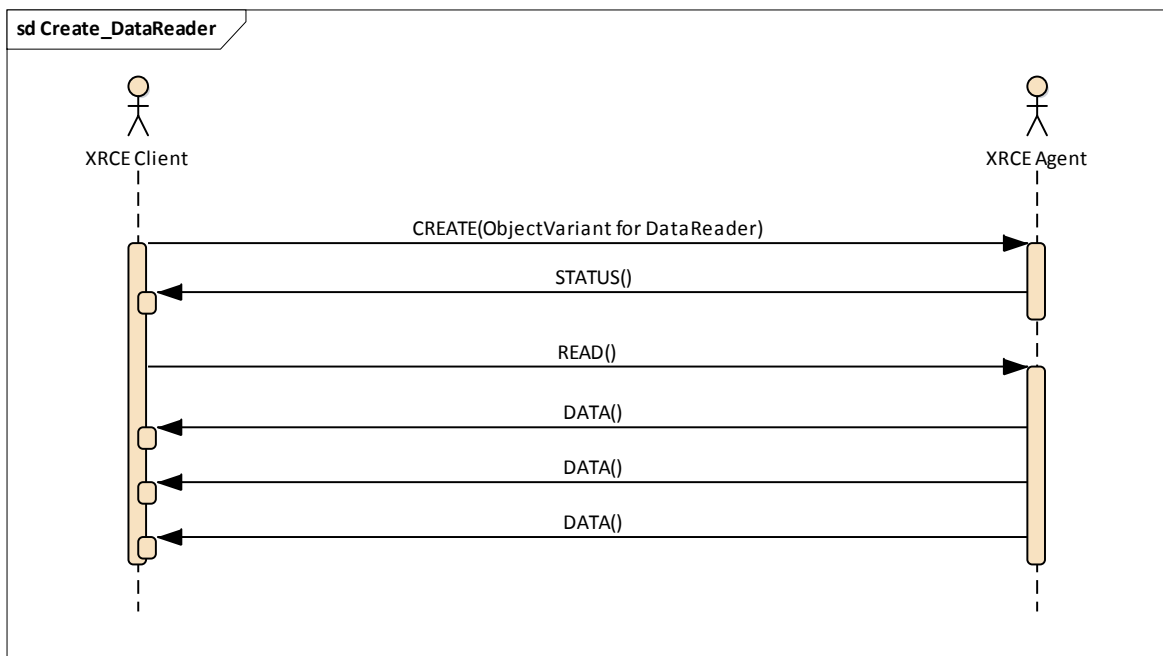 sd Create_DataReader
XRCE Client
XRCE Agent
CREATE(ObjectVariant for DataReader)
STATUS()
READ()
DATA()
DATA()
DATA()